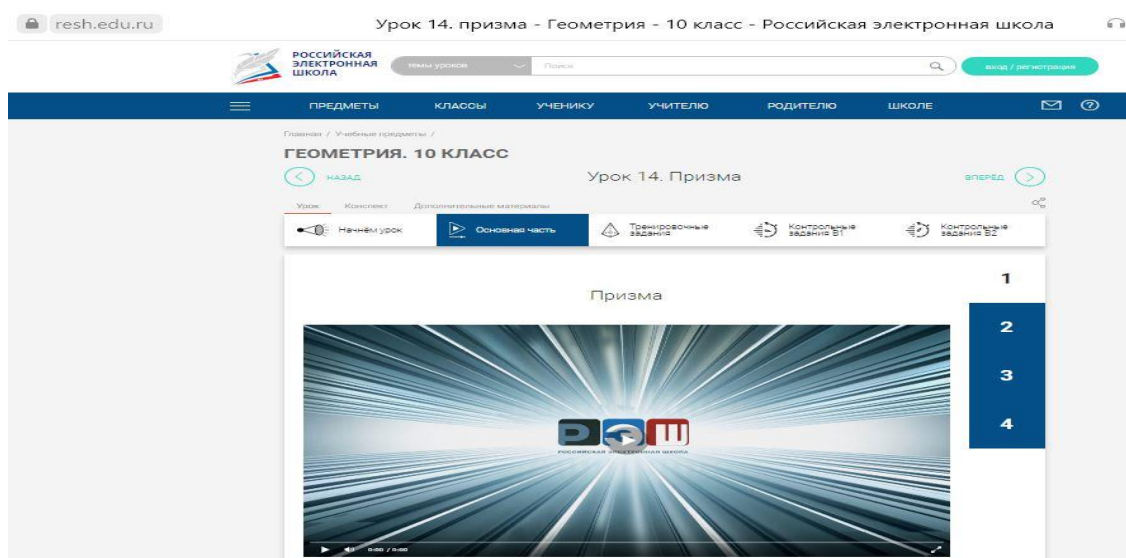 resh.edu.ru
Урок 14. призма - Геометрия - 10 класс - Российская электронная школа
РОССИЙСКАЯ
ЭЛЕКТРОННАЯ
ШКОЛА
темы уроков
Поиск
вход / регистрация
ПРЕДМЕТЫ КЛАССЫ УЧЕНИКУ УЧИТЕЛЮ РОДИТЕЛЮ ШКОЛЕ
Главная / Учебные предметы /
ГЕОМЕТРИЯ. 10 КЛАСС
НАЗАД
Урок 14. Призма
ВПЕРЁД
Урок Конспект Дополнительные материалы
Начнём урок
Основная часть
Тренировочные
задания
Контрольные
задания В1
Контрольные
задания В2
1
Призма
2
3
4
РЭШ
РОССИЙСКАЯ ЭЛЕКТРОННАЯ ШКОЛА
0:00 / 0:00